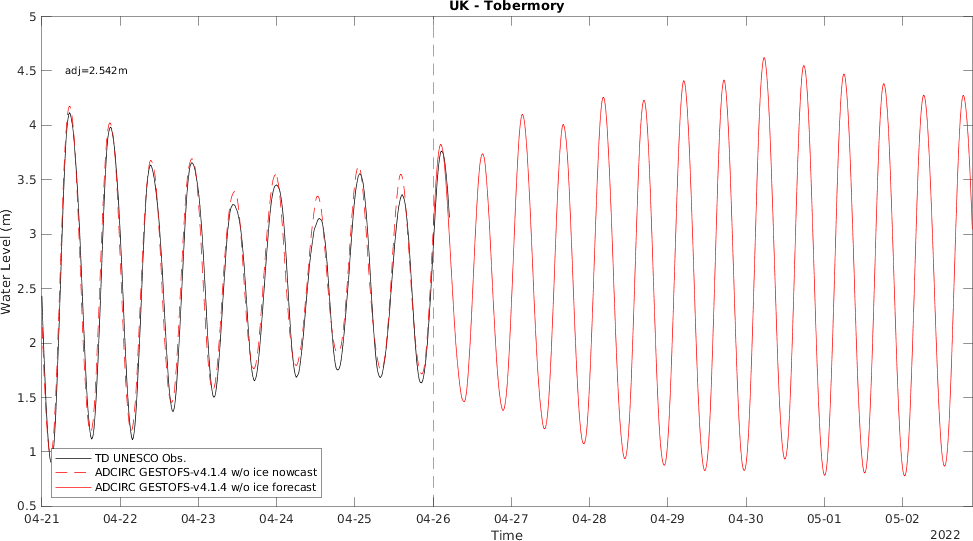 UK - Tobermory
5
4.5
4
3.5
3
2.5
2
1.5
1
0.5
Water Level (m)
adj=2.542m
TD UNESCO Obs.
ADCIRC GESTOFS-v4.1.4 w/o ice nowcast
ADCIRC GESTOFS-v4.1.4 w/o ice forecast
04-21 04-22 04-23 04-24 04-25 04-26 04-27 04-28 04-29 04-30 05-01 05-02
Time
2022